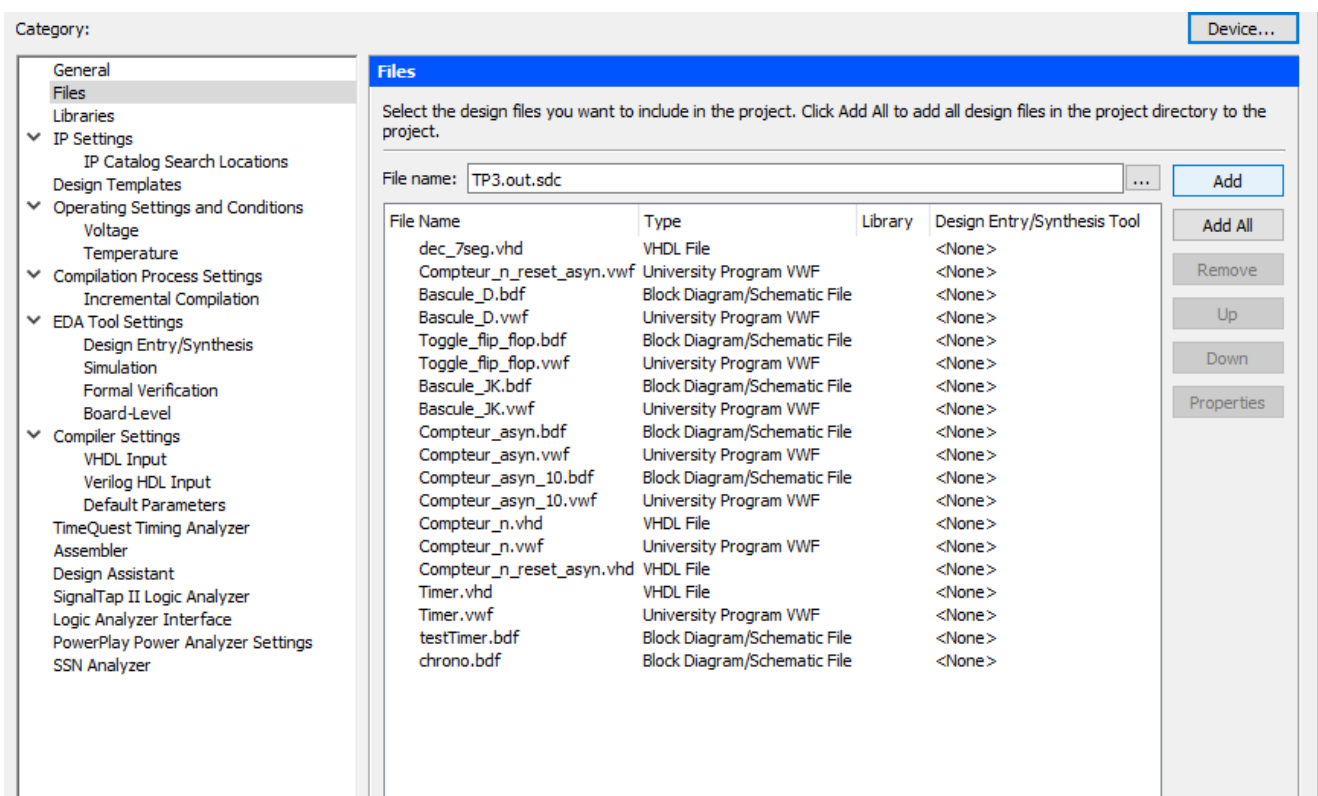 Category:
Device...
General
Files
Libraries
IP Settings
IP Catalog Search Locations
Design Templates
Operating Settings and Conditions
Voltage
Temperature
Compilation Process Settings
Incremental Compilation
EDA Tool Settings
Design Entry/Synthesis
Simulation
Formal Verification
Board-Level
Compiler Settings
VHDL Input
Verilog HDL Input
Default Parameters
TimeQuest Timing Analyzer
Assembler
Design Assistant
SignalTap II Logic Analyzer
Logic Analyzer Interface
PowerPlay Power Analyzer Settings
SSN Analyzer
Files
Select the design files you want to include in the project. Click Add All to add all design files in the project directory to the
project.
File name: TP3.out.sdc ... Add
File Name Type Library Design Entry/Synthesis Tool
dec_7seg.vhd VHDL File <None>
Compteur_n_reset_asyn.vwf University Program VWF <None>
Bascule_D.bdf Block Diagram/Schematic File <None>
Bascule_D.vwf University Program VWF <None>
Toggle_flip_flop.bdf Block Diagram/Schematic File <None>
Toggle_flip_flop.vwf University Program VWF <None>
Bascule_JK.bdf Block Diagram/Schematic File <None>
Bascule_JK.vwf University Program VWF <None>
Compteur_asyn.bdf Block Diagram/Schematic File <None>
Compteur_asyn.vwf University Program VWF <None>
Compteur_asyn_10.bdf Block Diagram/Schematic File <None>
Compteur_asyn_10.vwf University Program VWF <None>
Compteur_n.vhd VHDL File <None>
Compteur_n.vwf University Program VWF <None>
Compteur_n_reset_asyn.vhd VHDL File <None>
Timer.vhd VHDL File <None>
Timer.vwf University Program VWF <None>
testTimer.bdf Block Diagram/Schematic File <None>
chrono.bdf Block Diagram/Schematic File <None>
Add All
Remove
Up
Down
Properties